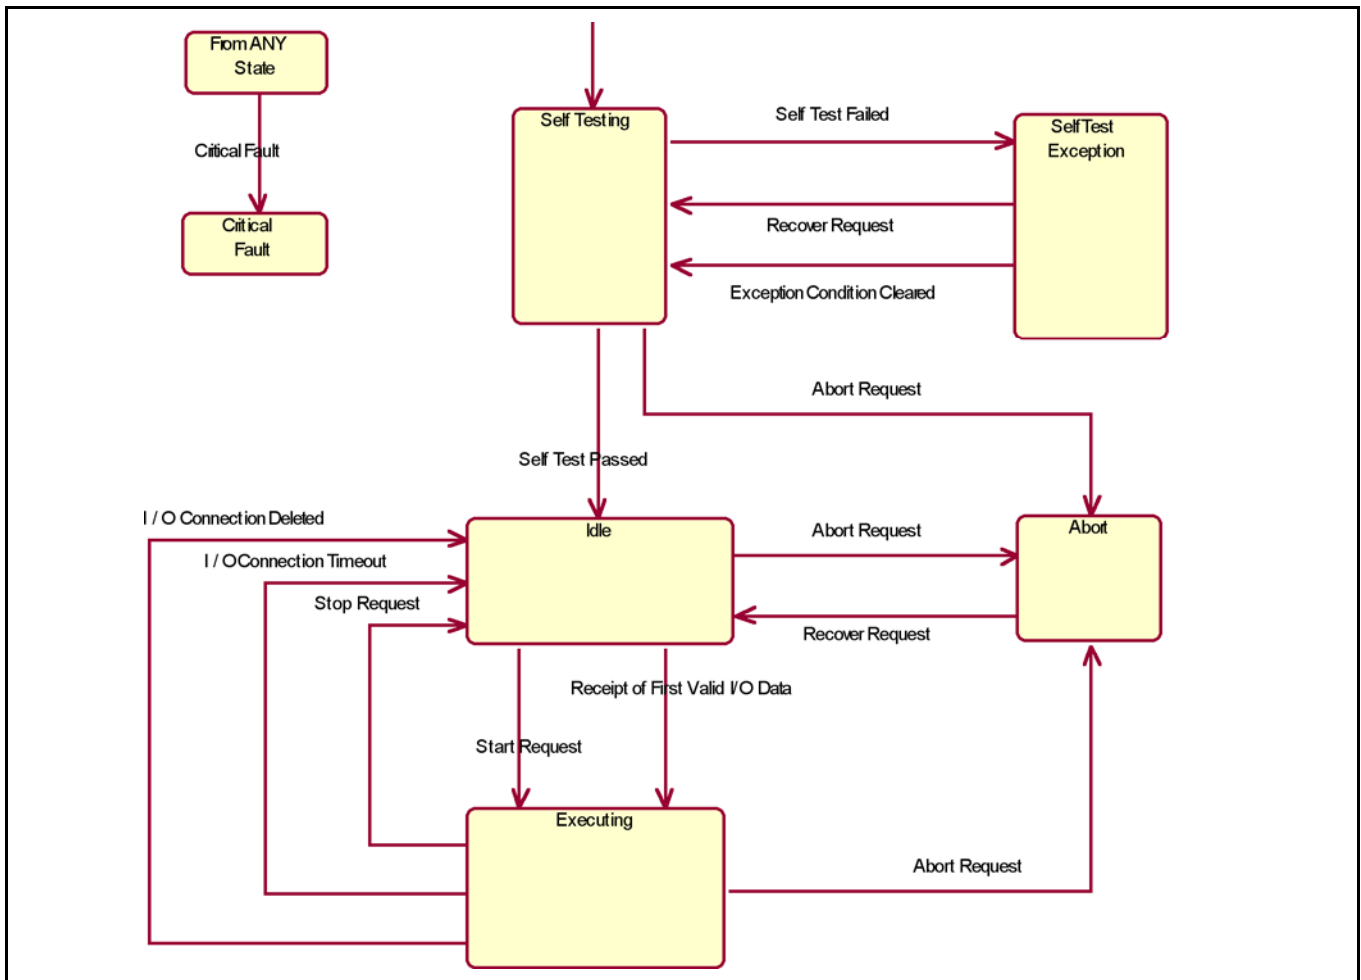 From ANY
State
Critical Fault
Critical
Fault
Self Testing
Self Test Failed
Self Test
Exception
Recover Request
Exception Condition Cleared
Abort Request
Self Test Passed
I / O Connection Deleted
I / O Connection Timeout
Stop Request
Idle
Abort Request
Abort
Recover Request
Receipt of First Valid I/O Data
Start Request
Executing
Abort Request